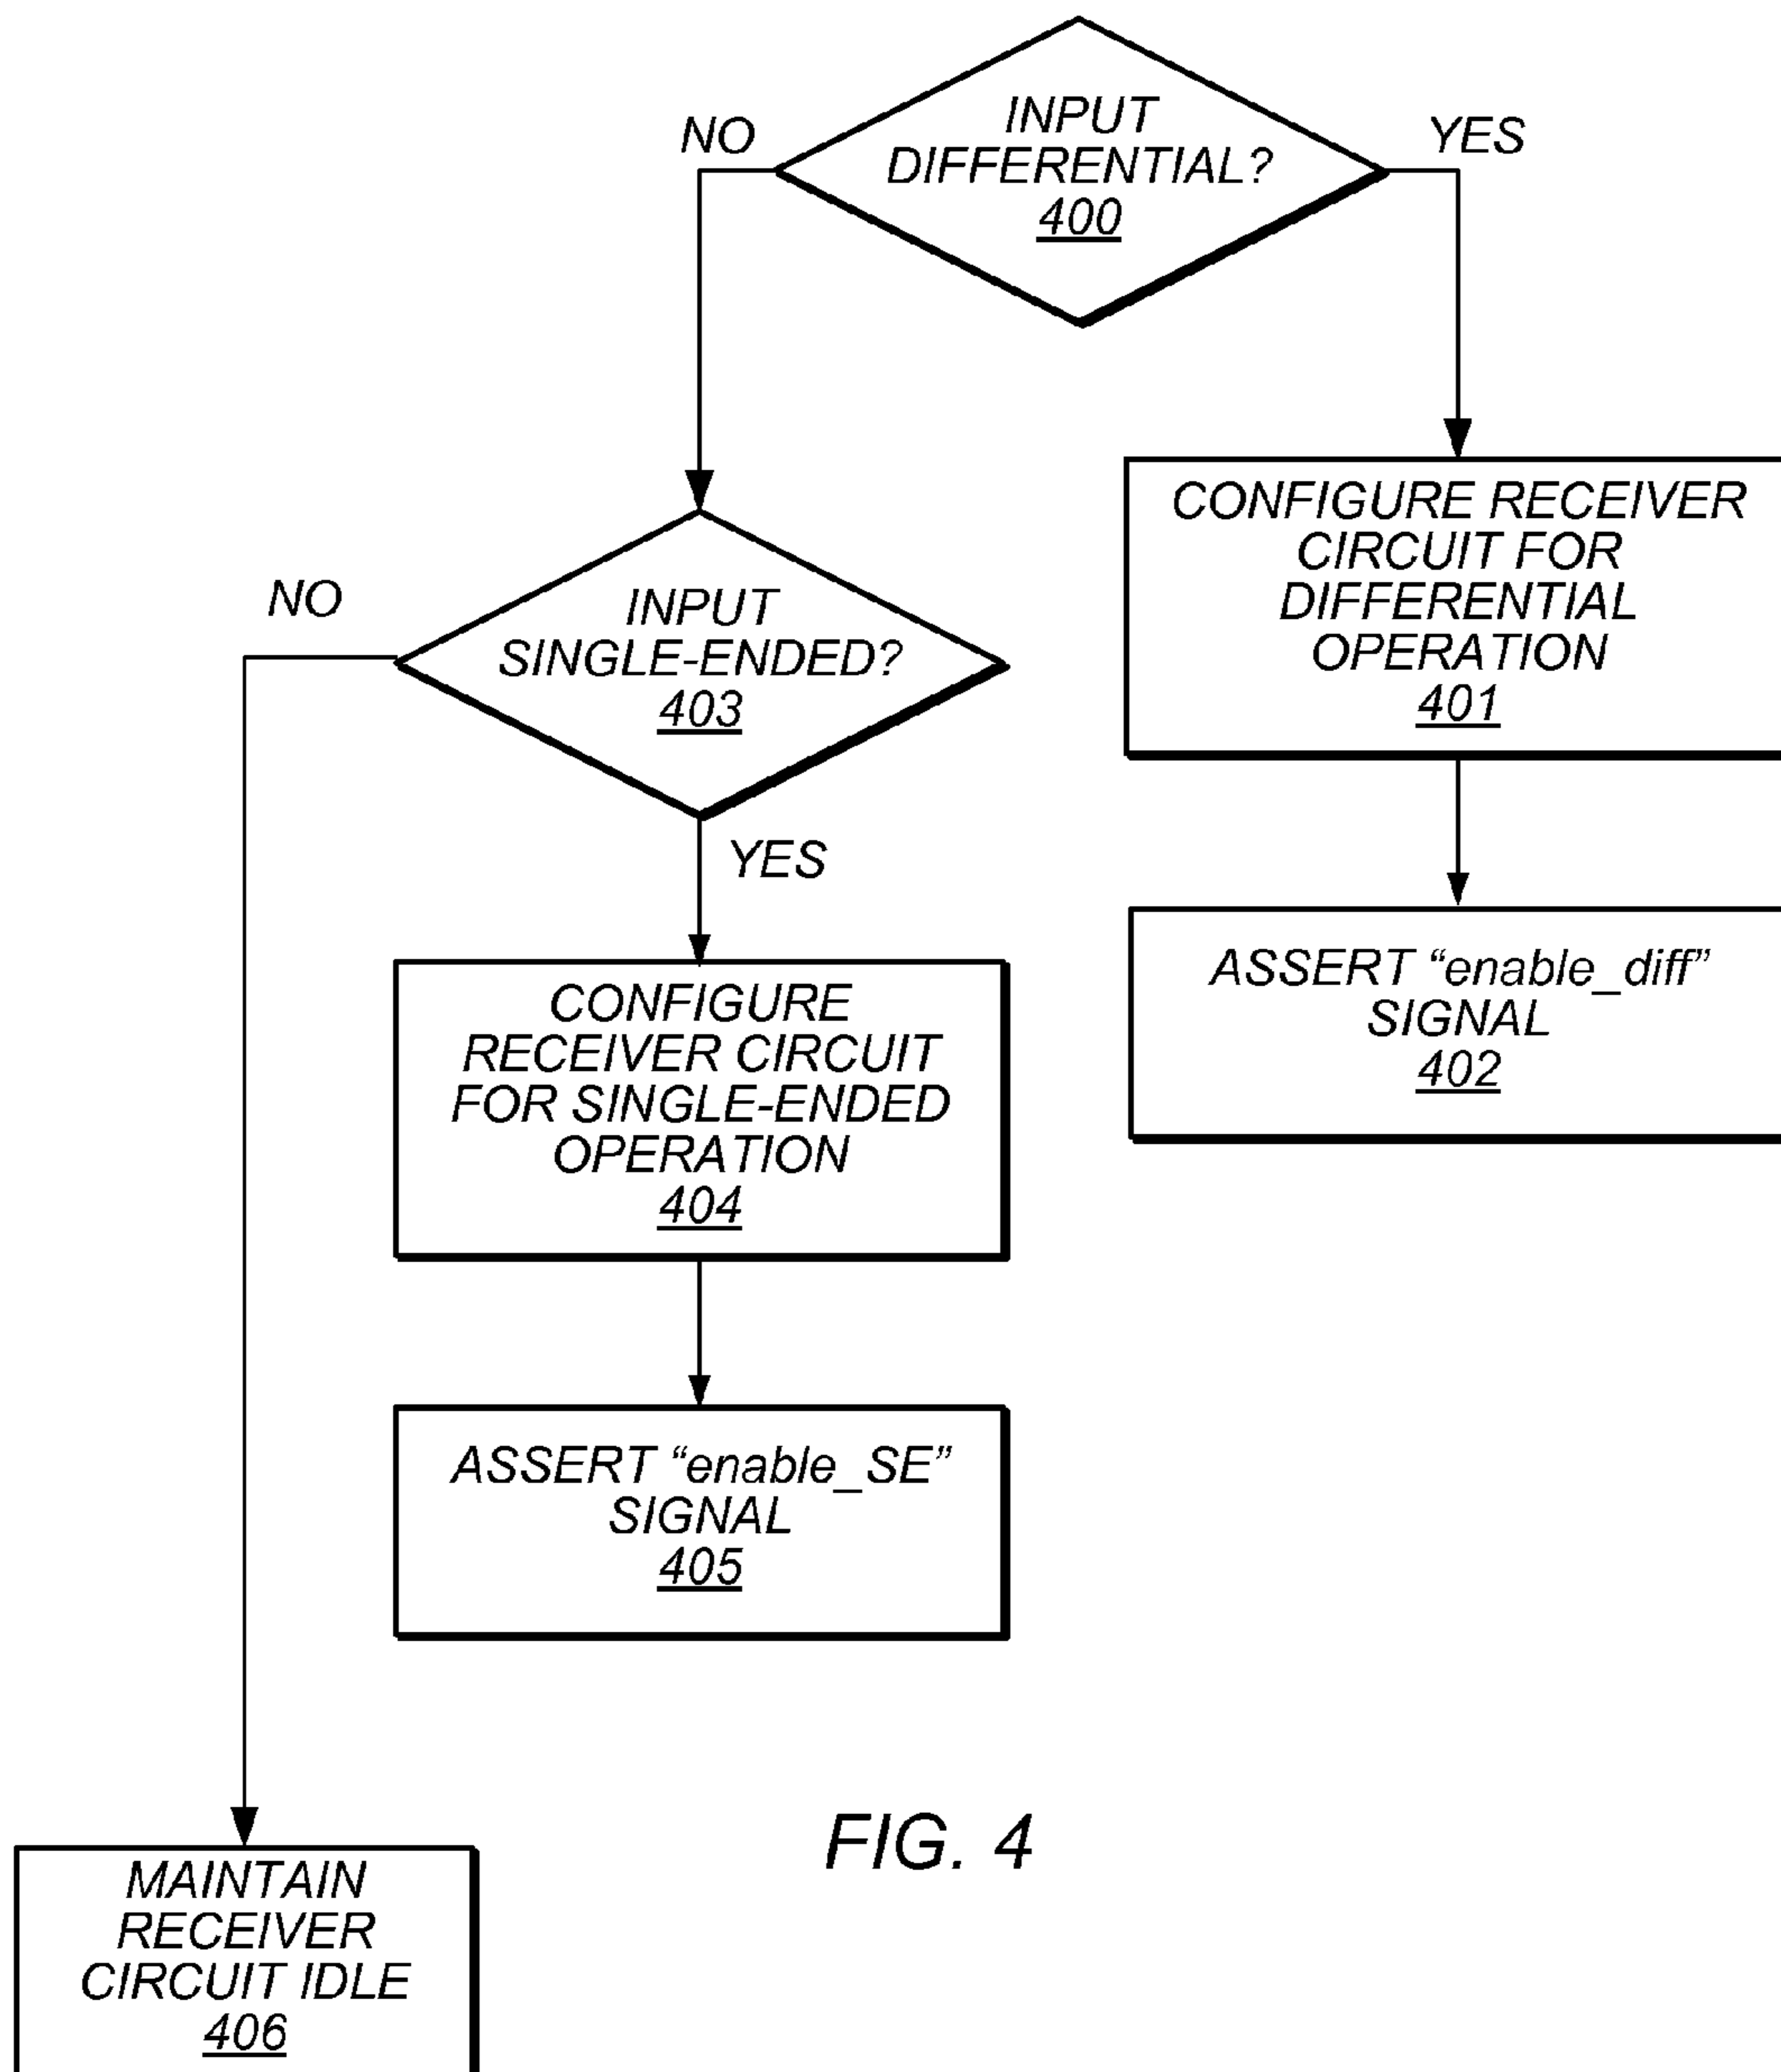 INPUT
DIFFERENTIAL?
400
NO
YES
CONFIGURE RECEIVER
CIRCUIT FOR
DIFFERENTIAL
OPERATION
401
ASSERT “enable_diff”
SIGNAL
402
INPUT
SINGLE-ENDED?
403
NO
YES
CONFIGURE
RECEIVER CIRCUIT
FOR SINGLE-ENDED
OPERATION
404
ASSERT “enable_SE”
SIGNAL
405
MAINTAIN
RECEIVER
CIRCUIT IDLE
406
FIG. 4